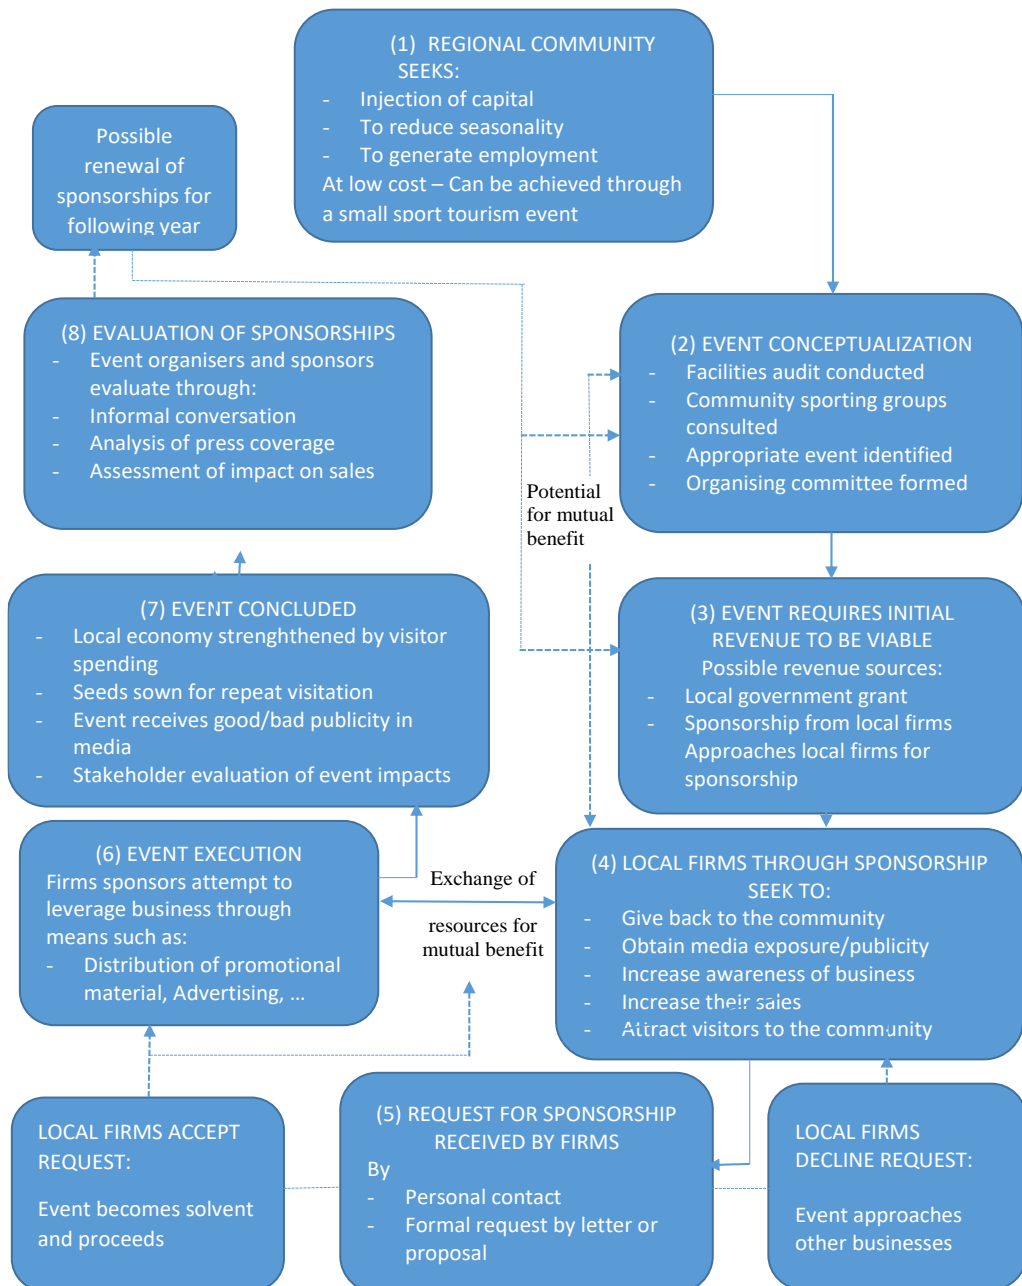 (1) REGIONAL COMMUNITY
SEEKS:
- Injection of capital
- To reduce seasonality
- To generate employment
At low cost – Can be achieved through
a small sport tourism event
Possible
renewal of
sponsorships for
following year
(2) EVENT CONCEPTUALIZATION
- Facilities audit conducted
- Community sporting groups
consulted
- Appropriate event identified
- Organising committee formed
(8) EVALUATION OF SPONSORSHIPS
- Event organisers and sponsors
evaluate through:
- Informal conversation
- Analysis of press coverage
- Assessment of impact on sales
Potential
for mutual
benefit
(3) EVENT REQUIRES INITIAL
REVENUE TO BE VIABLE
Possible revenue sources:
- Local government grant
- Sponsorship from local firms
Approaches local firms for
sponsorship
(7) EVENT CONCLUDED
- Local economy strenghthened by visitor
spending
- Seeds sown for repeat visitation
- Event receives good/bad publicity in
media
- Stakeholder evaluation of event impacts
(6) EVENT EXECUTION
Firms sponsors attempt to
leverage business through
means such as:
- Distribution of promotional
material, Advertising, ...
Exchange of
resources for
mutual benefit
(4) LOCAL FIRMS THROUGH SPONSORSHIP
SEEK TO:
- Give back to the community
- Obtain media exposure/publicity
- Increase awareness of business
- Increase their sales
- Attract visitors to the community
LOCAL FIRMS ACCEPT
REQUEST:
Event becomes solvent
and proceeds
(5) REQUEST FOR SPONSORSHIP
RECEIVED BY FIRMS
By
- Personal contact
- Formal request by letter or
proposal
LOCAL FIRMS
DECLINE REQUEST:
Event approaches
other businesses